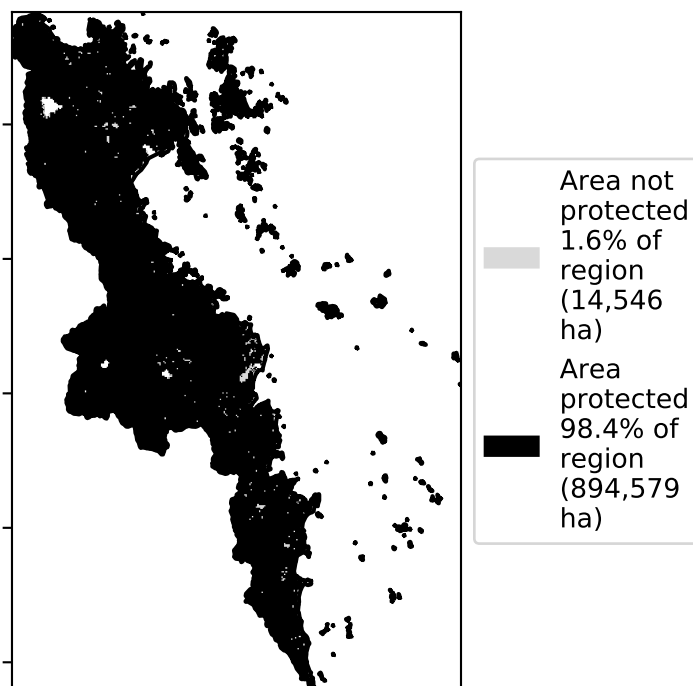 Area not
protected
1.6% of
region
(14,546
ha)
Area
protected
98.4% of
region
(894,579
ha)